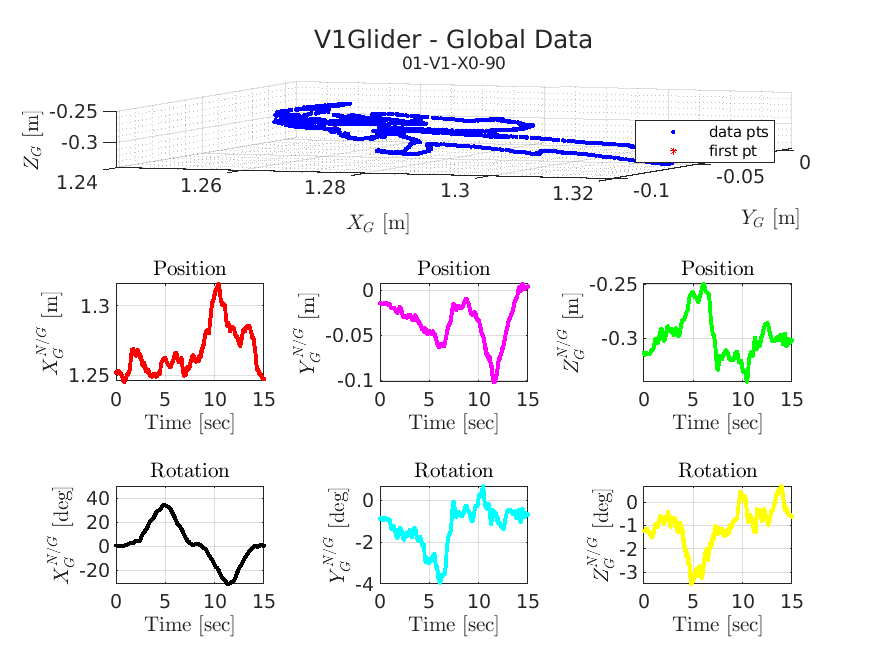 V1Glider - Global Data
01-V1-X0-90
-0.25
-0.3
Z_G [m]
1.24
1.26
1.28
1.3
1.32
-0.1
-0.05
0
X_G [m]
Y_G [m]
data pts
first pt
Position
1.3
1.25
X_G^{N/G} [m]
0 5 10 15
Time [sec]
Position
0
-0.05
-0.1
Y_G^{N/G} [m]
0 5 10 15
Time [sec]
Position
-0.25
-0.3
Z_G^{N/G} [m]
0 5 10 15
Time [sec]
Rotation
40
20
0
-20
X_G^{N/G} [deg]
0 5 10 15
Time [sec]
Rotation
0
-2
-4
Y_G^{N/G} [deg]
0 5 10 15
Time [sec]
Rotation
0
-1
-2
-3
Z_G^{N/G} [deg]
0 5 10 15
Time [sec]